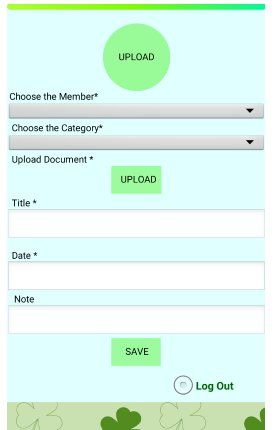 UPLOAD
Choose the Member*
Choose the Category*
Upload Document *
UPLOAD
Title *
Date *
Note
SAVE
Log Out